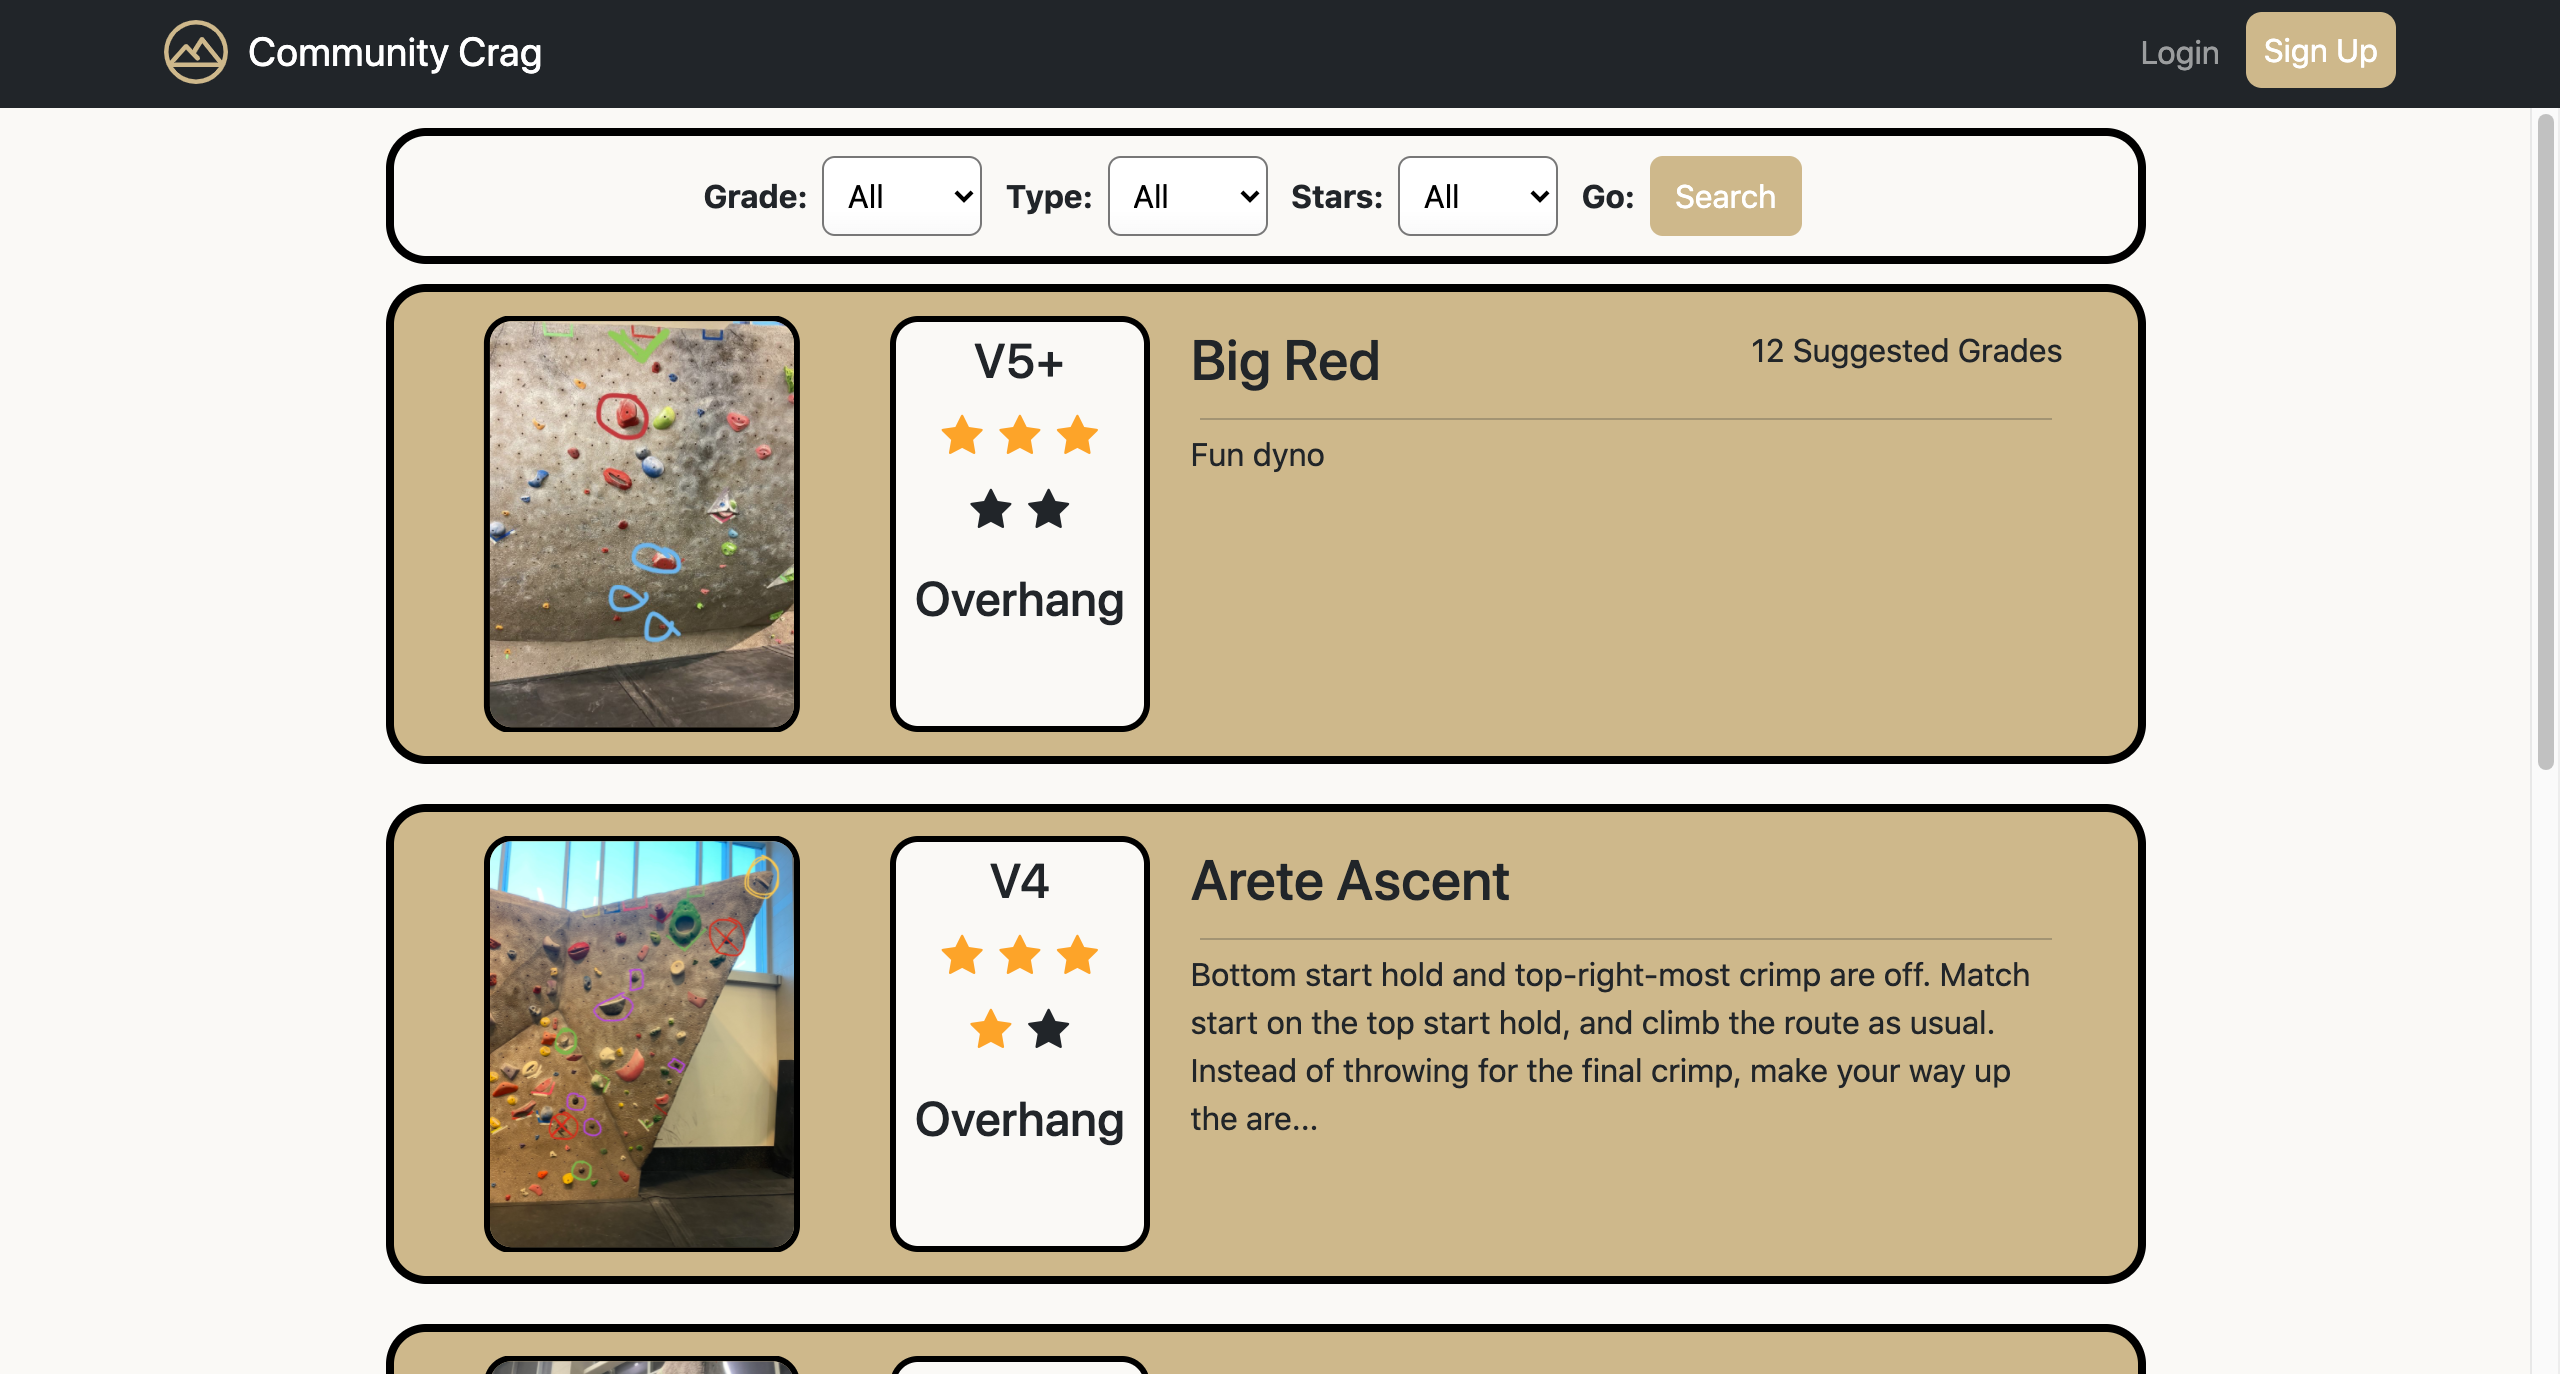 Community Crag
Login
Sign Up
Grade: All Type: All Stars: All Go: Search
V5+
Overhang
Big Red
12 Suggested Grades
Fun dyno
V4
Overhang
Arete Ascent
Bottom start hold and top-right-most crimp are off. Match
start on the top start hold, and climb the route as usual.
Instead of throwing for the final crimp, make your way up
the are...